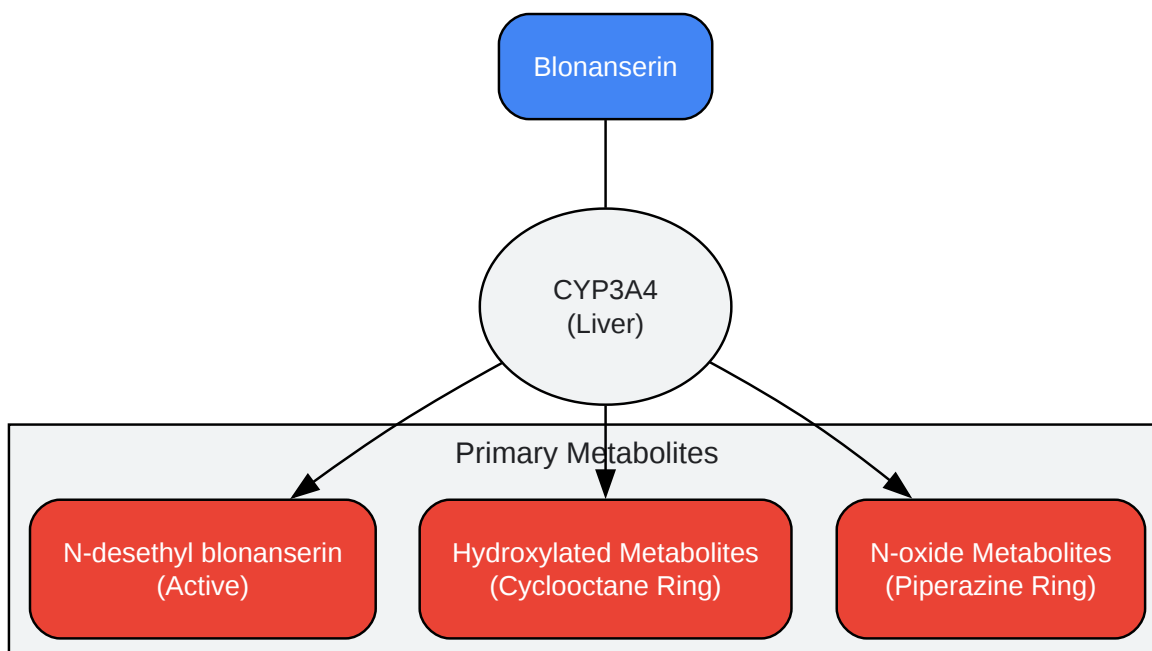 Blonanserin
CYP3A4
(Liver)
Primary Metabolites
N-desethyl blonanserin
(Active)
Hydroxylated Metabolites
(Cyclooctane Ring)
N-oxide Metabolites
(Piperazine Ring)